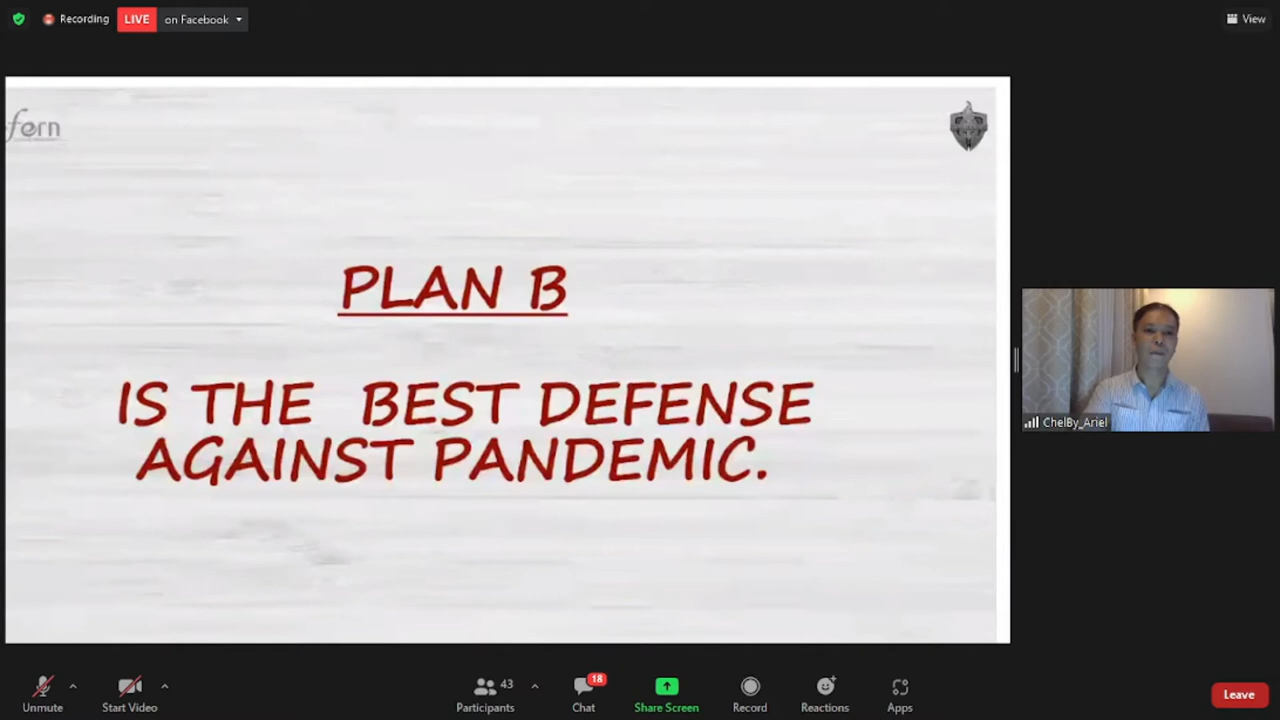 Recording LIVE on Facebook View
fern
PLAN B
IS THE BEST DEFENSE
AGAINST PANDEMIC.
ChelBy_Ariel
43 18
Unmute Start Video Participants Chat Share Screen Record Reactions Apps Leave